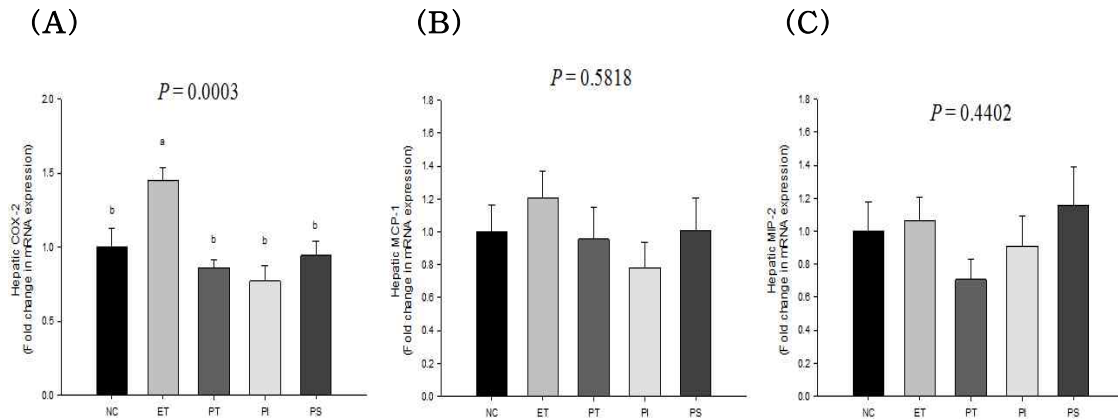 (A)
P = 0.0003
Hepatic COX-2
(Fold change in mRNA expression)
2.0
1.5
1.0
0.5
0.0
b
a
b
b
b
NC
ET
PT
PI
PS
(B)
P = 0.5818
Hepatic MCP-1
(Fold change in mRNA expression)
1.8
1.6
1.4
1.2
1.0
0.8
0.6
0.4
0.2
0.0
NC
ET
PT
PI
PS
(C)
P = 0.4402
Hepatic MIP-2
(Fold change in mRNA expression)
1.8
1.6
1.4
1.2
1.0
0.8
0.6
0.4
0.2
0.0
NC
ET
PT
PI
PS